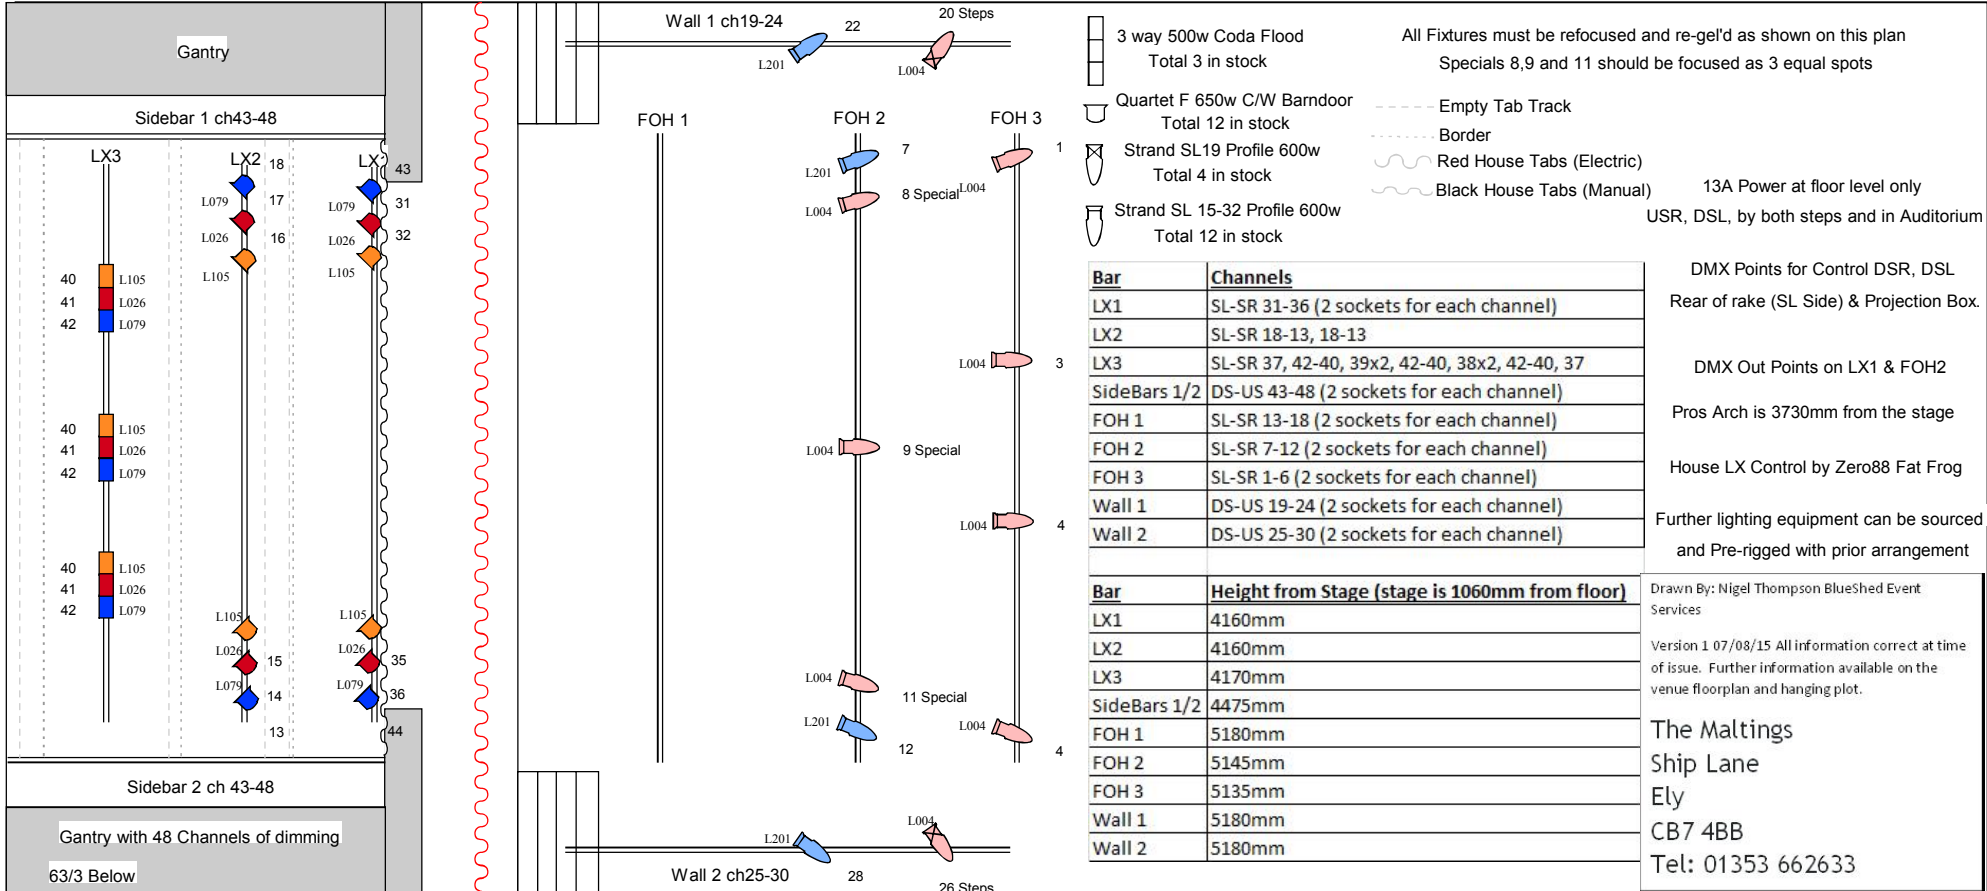 Gantry
Sidebar 1 ch43-48
LX3
LX2
18
43
L079
17
L079
31
L026
16
L026
32
L105
L105
40 L105
41 L026
42 L079
40 L105
41 L026
42 L079
40 L105
41 L026
42 L079
L105
L105
L026
15
L026
35
L079
14
L079
36
13
44
Sidebar 2 ch 43-48
Gantry with 48 Channels of dimming
63/3 Below
Wall 1 ch19-24
22
20 Steps
L201
L004
FOH 1
FOH 2
FOH 3
7
L201
8 Special
L004
1
L004
L004
3
L004
9 Special
L004
4
L004
11 Special
L201
12
L004
4
L201
L004
Wall 2 ch25-30
28
26 Steps
3 way 500w Coda Flood
Total 3 in stock
Quartet F 650w C/W Barndoor
Total 12 in stock
Strand SL19 Profile 600w
Total 4 in stock
Strand SL 15-32 Profile 600w
Total 12 in stock
All Fixtures must be refocused and re-gel'd as shown on this plan
Specials 8,9 and 11 should be focused as 3 equal spots
Empty Tab Track
Border
Red House Tabs (Electric)
Black House Tabs (Manual)
13A Power at floor level only
USR, DSL, by both steps and in Auditorium
DMX Points for Control DSR, DSL
Rear of rake (SL Side) & Projection Box.
DMX Out Points on LX1 & FOH2
Pros Arch is 3730mm from the stage
House LX Control by Zero88 Fat Frog
Further lighting equipment can be sourced
and Pre-rigged with prior arrangement
Bar Channels
LX1 SL-SR 31-36 (2 sockets for each channel)
LX2 SL-SR 18-13, 18-13
LX3 SL-SR 37, 42-40, 39x2, 42-40, 38x2, 42-40, 37
SideBars 1/2 DS-US 43-48 (2 sockets for each channel)
FOH 1 SL-SR 13-18 (2 sockets for each channel)
FOH 2 SL-SR 7-12 (2 sockets for each channel)
FOH 3 SL-SR 1-6 (2 sockets for each channel)
Wall 1 DS-US 19-24 (2 sockets for each channel)
Wall 2 DS-US 25-30 (2 sockets for each channel)
Bar Height from Stage (stage is 1060mm from floor)
LX1 4160mm
LX2 4160mm
LX3 4170mm
SideBars 1/2 4475mm
FOH 1 5180mm
FOH 2 5145mm
FOH 3 5135mm
Wall 1 5180mm
Wall 2 5180mm
Drawn By: Nigel Thompson BlueShed Event
Services
Version 1 07/08/15 All information correct at time
of issue. Further information available on the
venue floorplan and hanging plot.
The Maltings
Ship Lane
Ely
CB7 4BB
Tel: 01353 662633